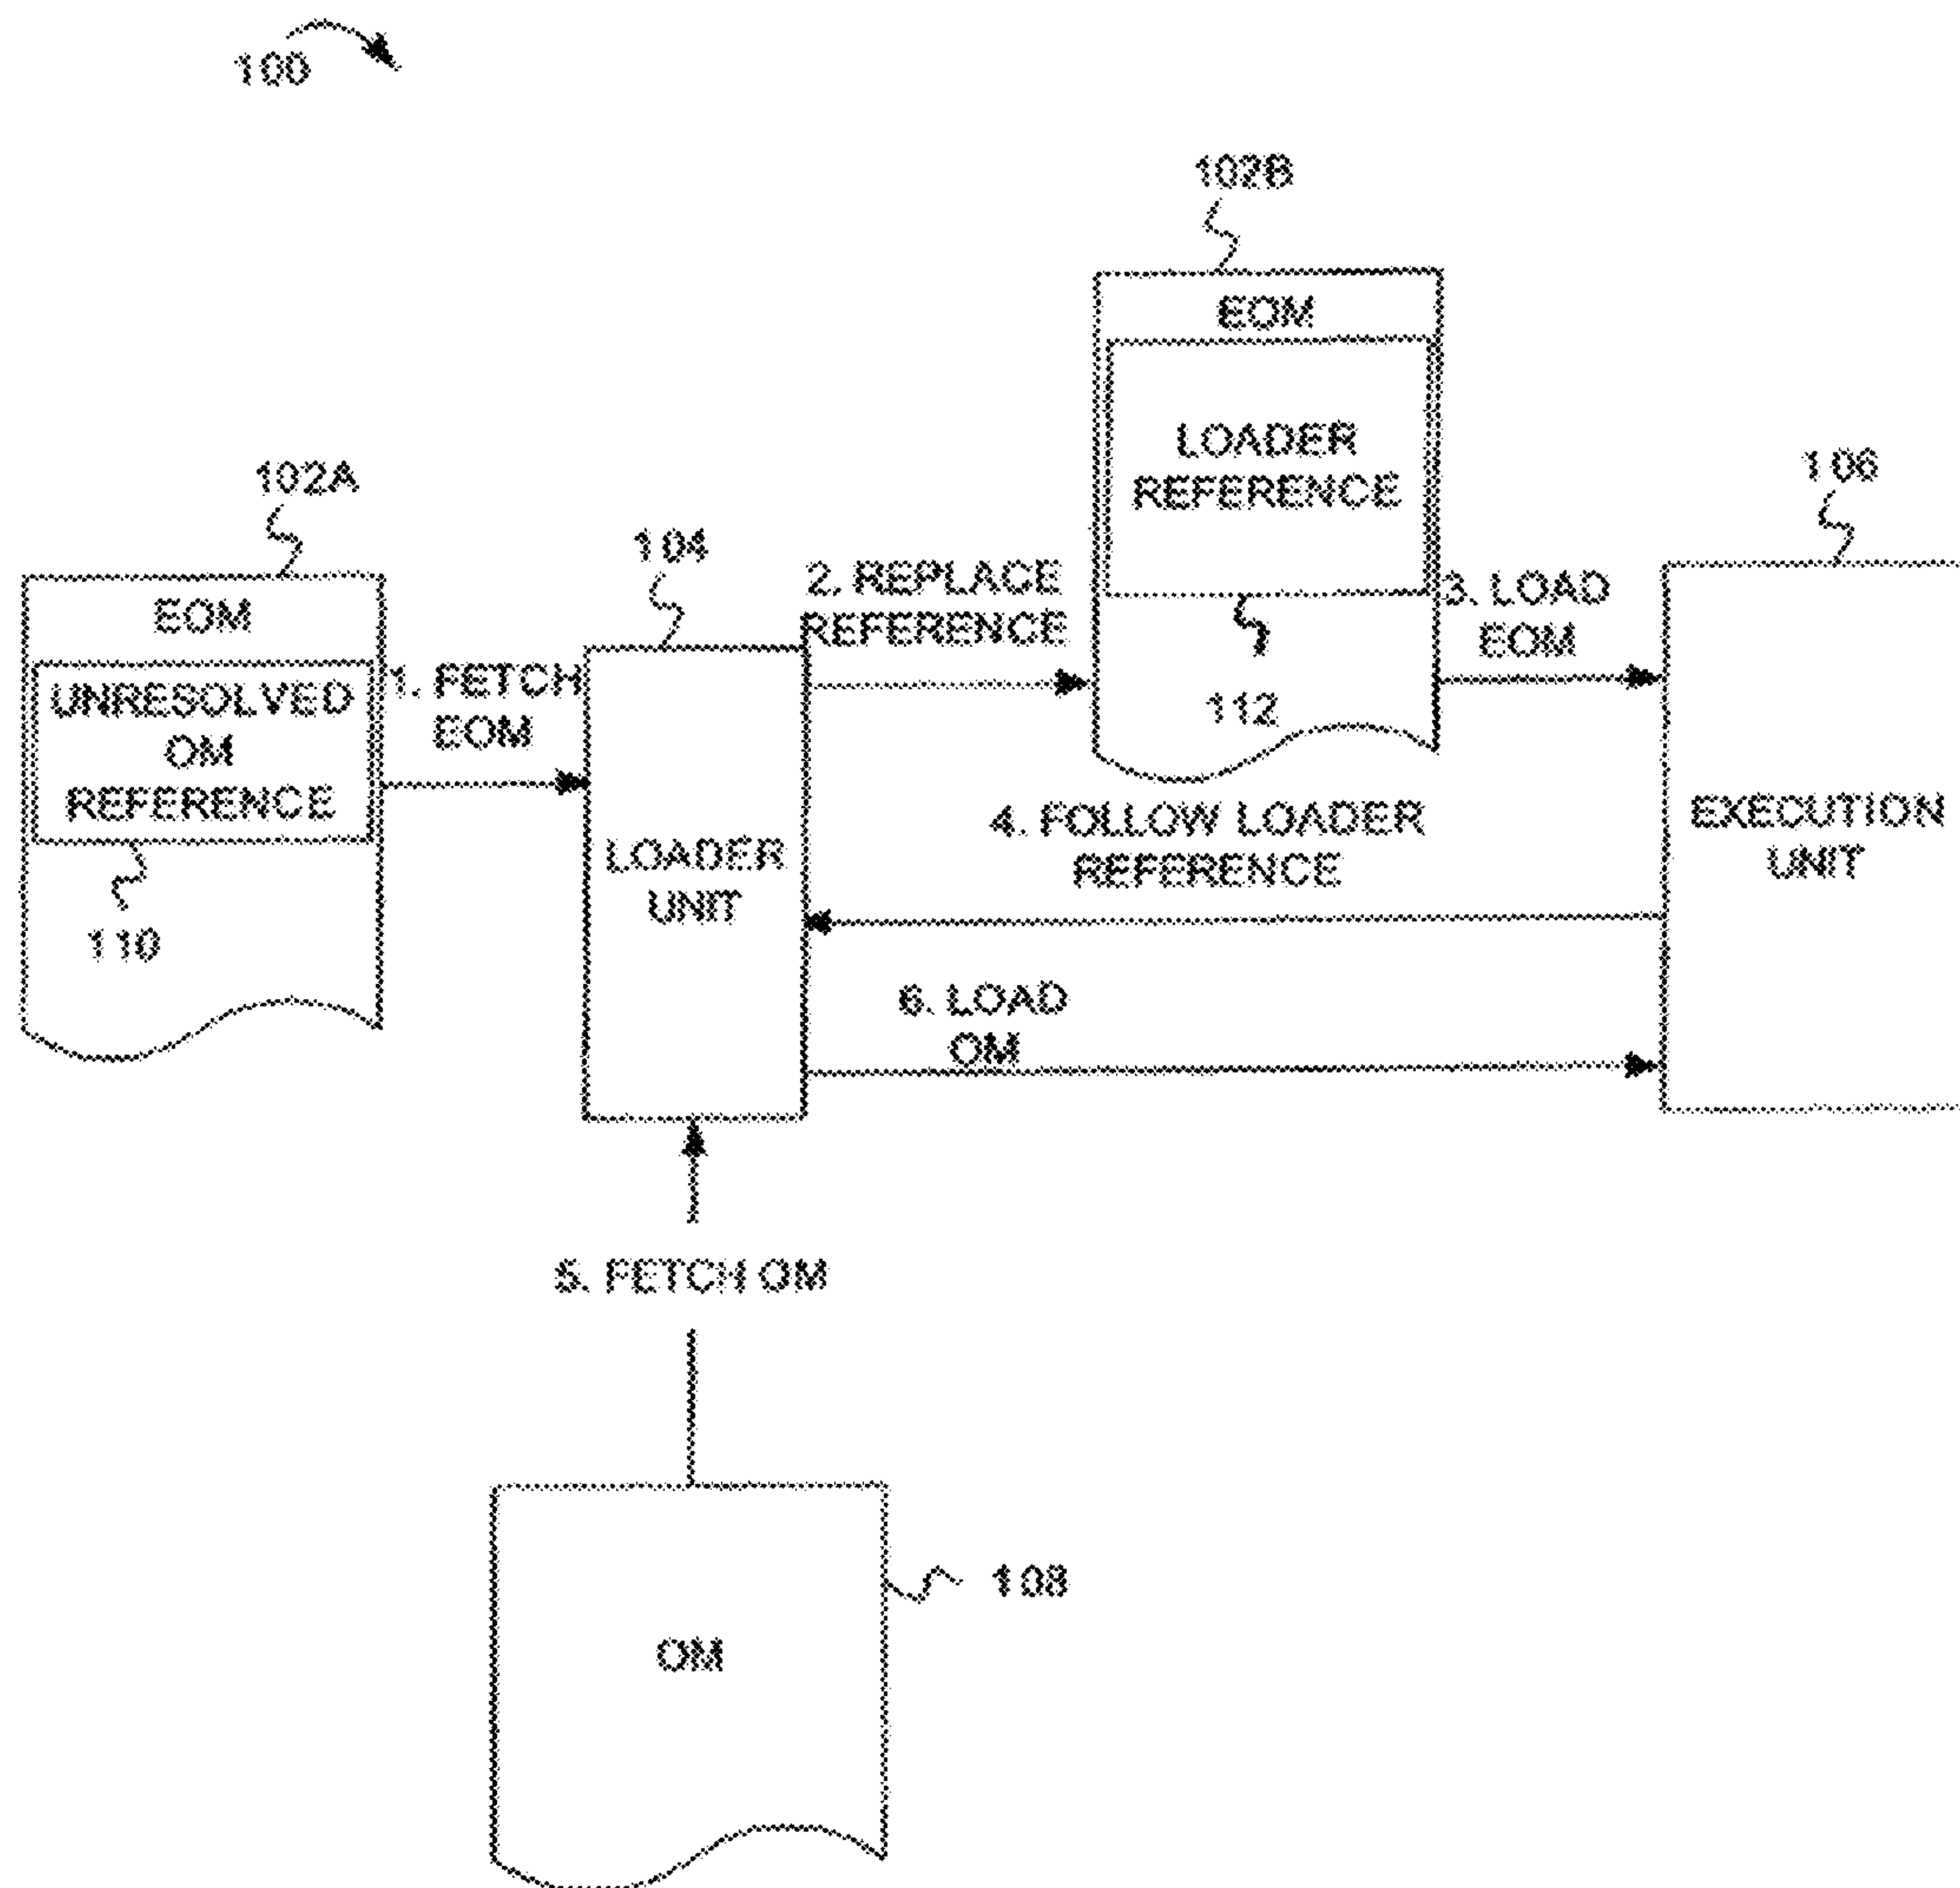 100
102B
EOM
LOADER
REFERENCE
112
102A
EOM
UNRESOLVED
OM
REFERENCE
110
104
LOADER
UNIT
106
EXECUTION
UNIT
1. FETCH
EOM
2. REPLACE
REFERENCE
3. LOAD
EOM
4. FOLLOW LOADER
REFERENCE
6. LOAD
OM
5. FETCH OM
OM
108